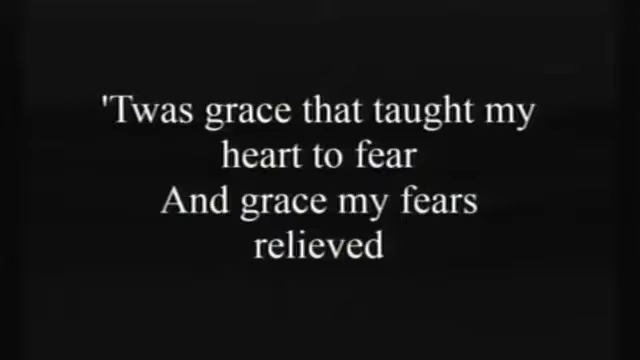 'Twas grace that taught my
heart to fear
And grace my fears
relieved